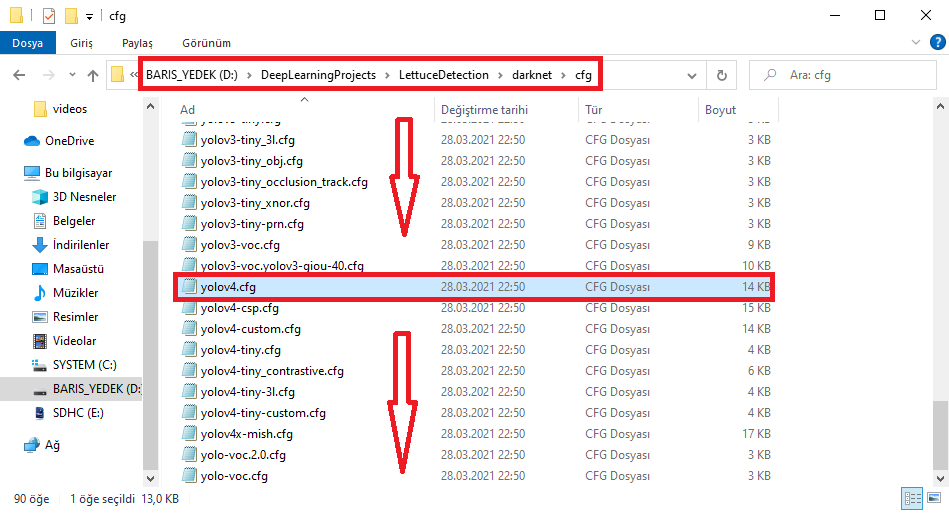 cfg
Dosya Giriş Paylaş Görünüm
« BARIS_YEDEK (D:) > DeepLearningProjects > LettuceDetection > darknet > cfg Ara: cfg
Ad Değiştirme tarihi Tür Boyut
videos
OneDrive
Bu bilgisayar
3D Nesneler
Belgeler
İndirilenler
Masaüstü
Müzikler
Resimler
Videolar
SYSTEM (C:)
BARIS_YEDEK (D:)
SDHC (E:)
Ağ
yolov3-tiny_3l.cfg 28.03.2021 22:50 CFG Dosyası 3 KB
yolov3-tiny_obj.cfg 28.03.2021 22:50 CFG Dosyası 3 KB
yolov3-tiny_occlusion_track.cfg 28.03.2021 22:50 CFG Dosyası 3 KB
yolov3-tiny_xnor.cfg 28.03.2021 22:50 CFG Dosyası 3 KB
yolov3-tiny-prn.cfg 28.03.2021 22:50 CFG Dosyası 3 KB
yolov3-voc.cfg 28.03.2021 22:50 CFG Dosyası 9 KB
yolov3-voc.yolov3-giou-40.cfg 28.03.2021 22:50 CFG Dosyası 10 KB
yolov4.cfg 28.03.2021 22:50 CFG Dosyası 14 KB
yolov4-csp.cfg 28.03.2021 22:50 CFG Dosyası 15 KB
yolov4-custom.cfg 28.03.2021 22:50 CFG Dosyası 14 KB
yolov4-tiny.cfg 28.03.2021 22:50 CFG Dosyası 4 KB
yolov4-tiny_contrastive.cfg 28.03.2021 22:50 CFG Dosyası 6 KB
yolov4-tiny-3l.cfg 28.03.2021 22:50 CFG Dosyası 4 KB
yolov4-tiny-custom.cfg 28.03.2021 22:50 CFG Dosyası 4 KB
yolov4x-mish.cfg 28.03.2021 22:50 CFG Dosyası 17 KB
yolo-voc.2.0.cfg 28.03.2021 22:50 CFG Dosyası 4 KB
yolo-voc.cfg 28.03.2021 22:50 CFG Dosyası 4 KB
90 öğe 1 öğe seçildi 13,0 KB